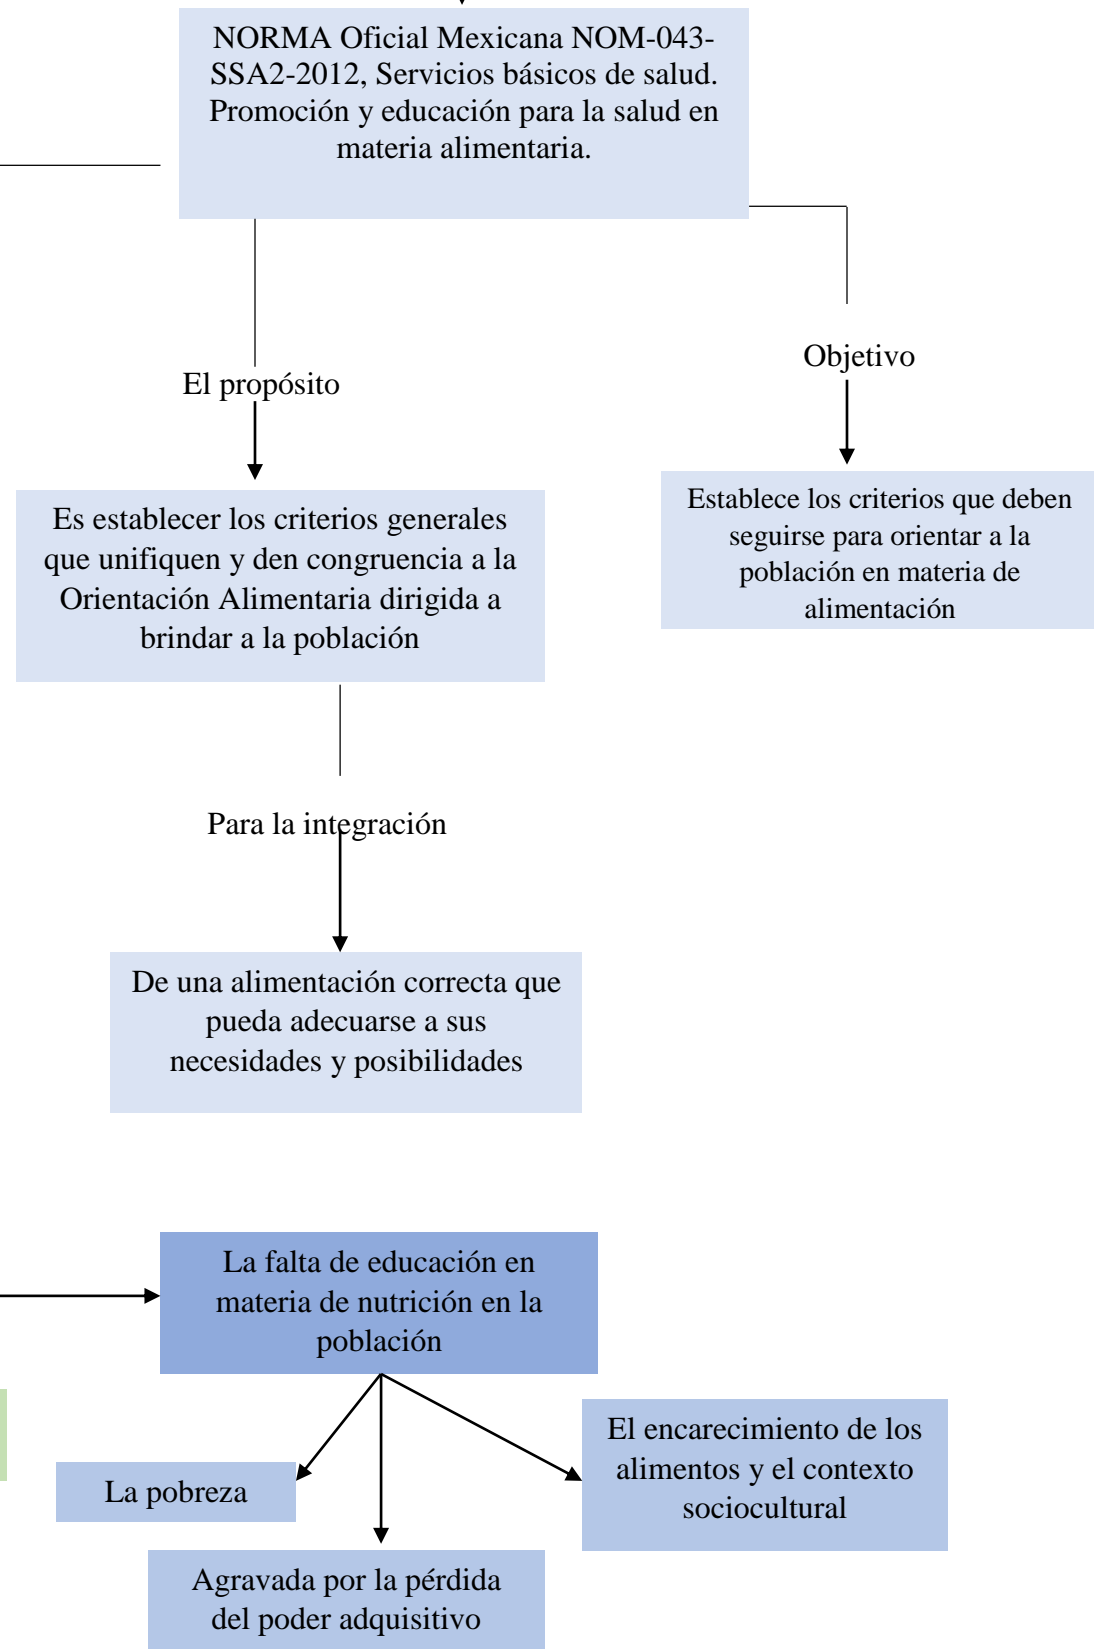 NORMA Oficial Mexicana NOM-043-
SSA2-2012, Servicios básicos de salud.
Promoción y educación para la salud en
materia alimentaria.
El propósito
Objetivo
Es establecer los criterios generales
que unifiquen y den congruencia a la
Orientación Alimentaria dirigida a
brindar a la población
Establece los criterios que deben
seguirse para orientar a la
población en materia de
alimentación
Para la integración
De una alimentación correcta que
pueda adecuarse a sus
necesidades y posibilidades
La falta de educación en
materia de nutrición en la
población
La pobreza
Agravada por la pérdida
del poder adquisitivo
El encarecimiento de los
alimentos y el contexto
sociocultural